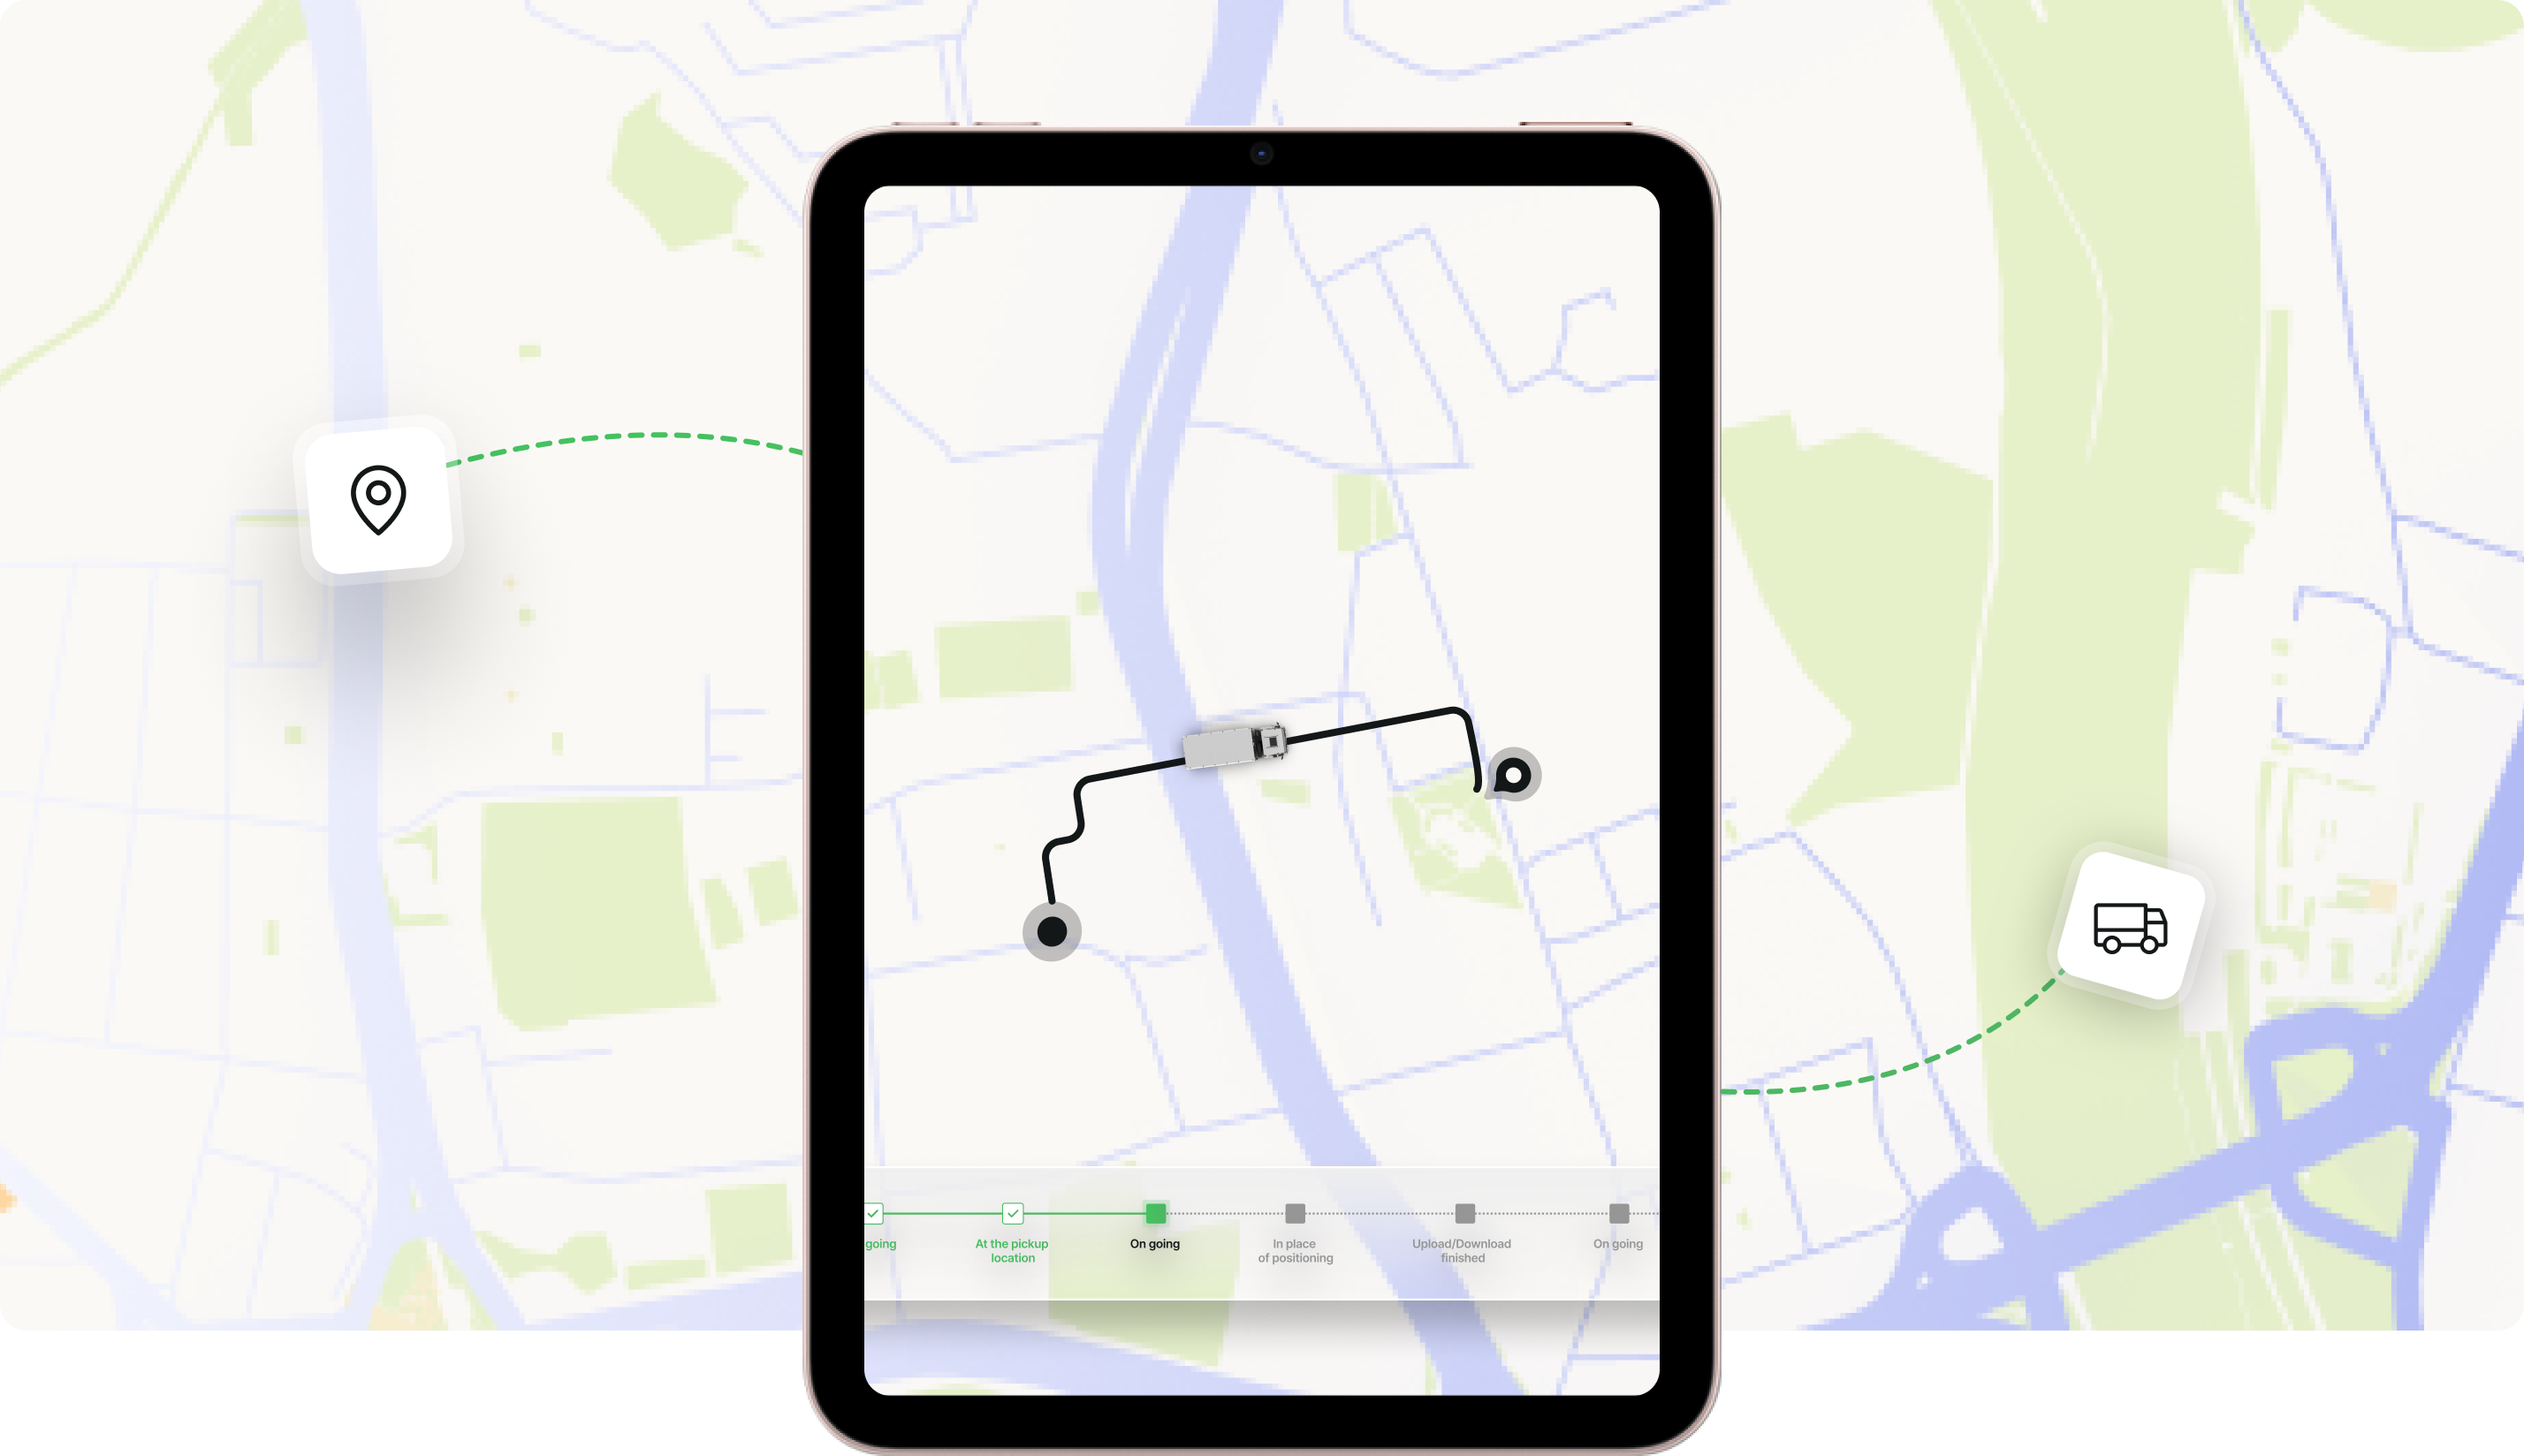 going
At the pickup
location
On going
In place
of positioning
Upload/Download
finished
On going